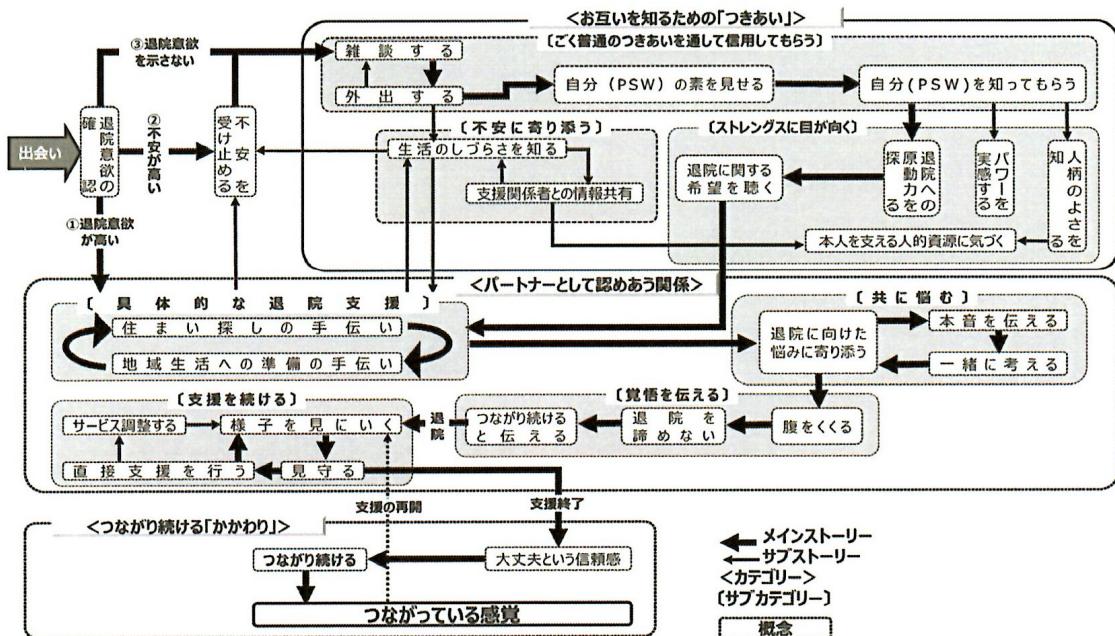 <お互いを知るための「つきあい」>
〔ごく普通のつきあいを通して信用してもらう〕
③退院意欲
を示さない
雑談する
外出する
自分（PSW）の素を見せる
自分(PSW)を知ってもらう
出会い
退院意欲の
確認
②不安が
高い
不安を
受け止める
〔不安に寄り添う〕
生活のしづらさを知る
支援関係者との情報共有
〔ストレングスに目が向く〕
退院に関する
希望を聴く
退院への
原動力を
探る
パワーを
実感する
人柄のよさを
知る
本人を支える人的資源に気づく
①退院意欲
が高い
<パートナーとして認めあう関係>
〔具体的な退院支援〕
住まい探しの手伝い
地域生活への準備の手伝い
〔共に悩む〕
退院に向けた
悩みに寄り添う
本音を伝える
一緒に考える
〔支援を続ける〕
サービス調整する
様子を見にいく
直接支援を行う
見守る
退院
〔覚悟を伝える〕
つながり続ける
と伝える
退院を
諦めない
腹をくくる
支援の再開
支援終了
<つながり続ける「かかわり」>
つながり続ける
大丈夫という信頼感
つながっている感覚
メインストーリー
サブストーリー
<カテゴリー>
〔サブカテゴリー〕
概念